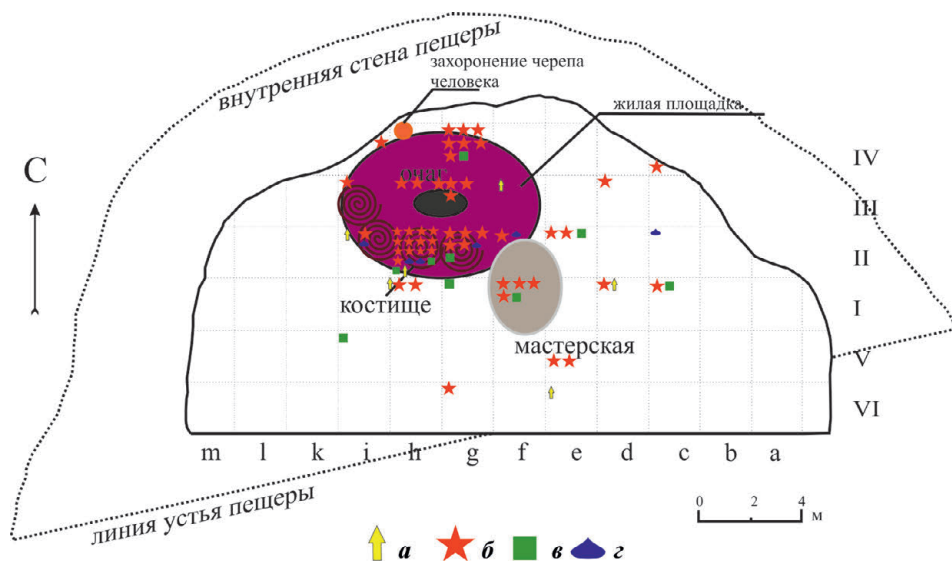 внутренняя стена пещеры
захоронение черепа
человека
жилая площадка
С
очаг
IV
III
II
I
V
VI
костище
мастерская
m l k i h g f e d c b a
линия устья пещеры
0 2 4
м
а б в г